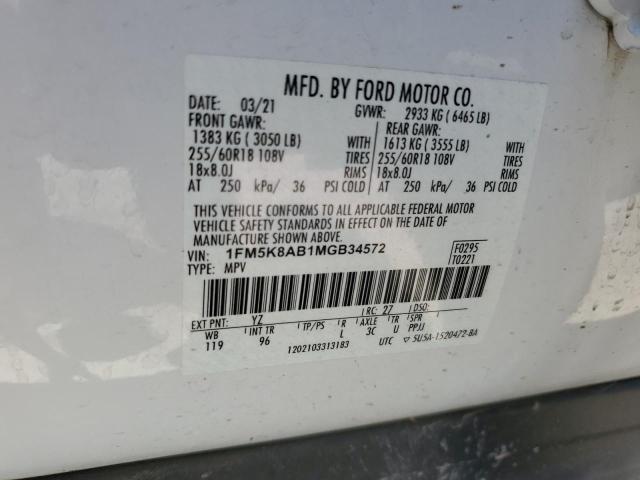 MFD. BY FORD MOTOR CO.
DATE: 03/21 GVWR: 2933 KG ( 6465 LB)
FRONT GAWR: REAR GAWR:
1383 KG ( 3050 LB) WITH 1613 KG ( 3555 LB) WITH
255/60R18 108V TIRES 255/60R18 108V TIRES
18x8.0J RIMS 18x8.0J RIMS
AT 250 kPa/ 36 PSI COLD AT 250 kPa/ 36 PSI COLD
THIS VEHICLE CONFORMS TO ALL APPLICABLE FEDERAL MOTOR
VEHICLE SAFETY STANDARDS IN EFFECT ON THE DATE OF
MANUFACTURE SHOWN ABOVE.
VIN: 1FM5K8AB1MGB34572 F0295
TYPE: MPV T0221
EXT PNT: YZ RC: 27 DSO:
WB INT TR TP/PS R AXLE TR SPR
119 96 L 3C U PPJJ
1202103313183 UTC ▽ 5U5A-1520472-BA